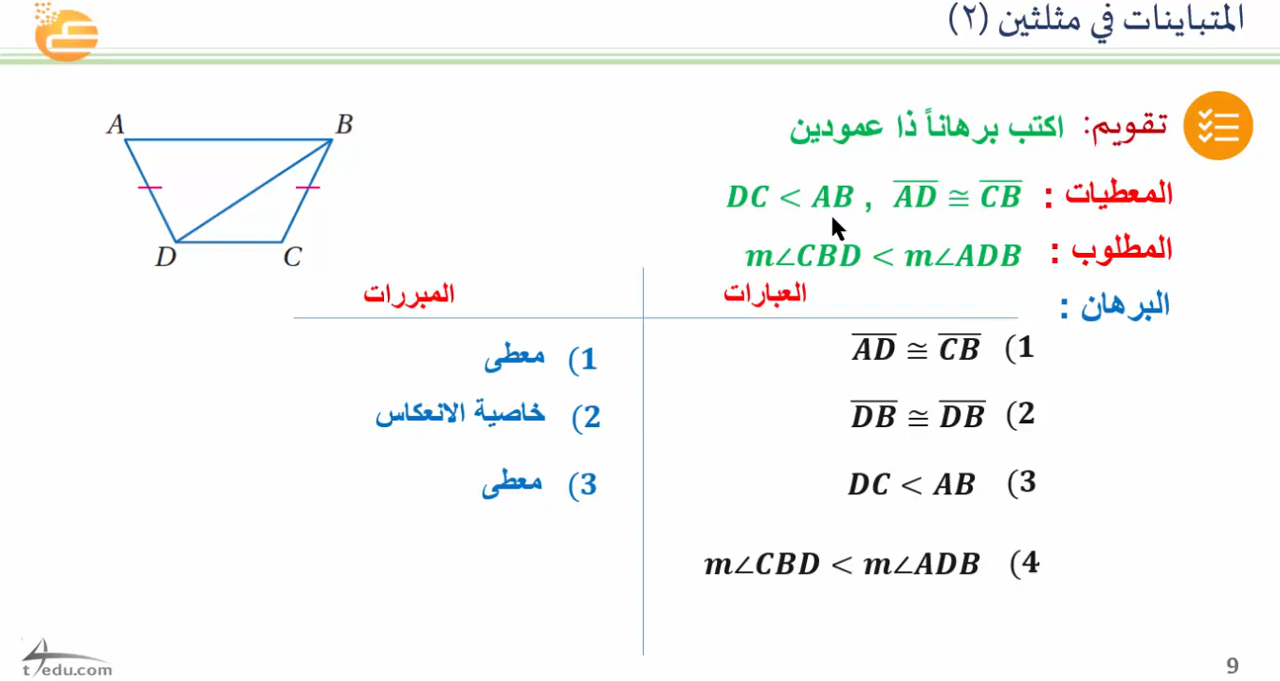 المتباينات في مثلثين (٢)
تقويم: اكتب برهاناً ذا عمودين
المعطيات : DC < AB , AD ≅ CB
المطلوب : m∠CBD < m∠ADB
البرهان :
العبارات المبررات
1) AD ≅ CB 1) معطى
2) DB ≅ DB 2) خاصية الانعكاس
3) DC < AB 3) معطى
4) m∠CBD < m∠ADB
A B
D C
t4edu.com
9